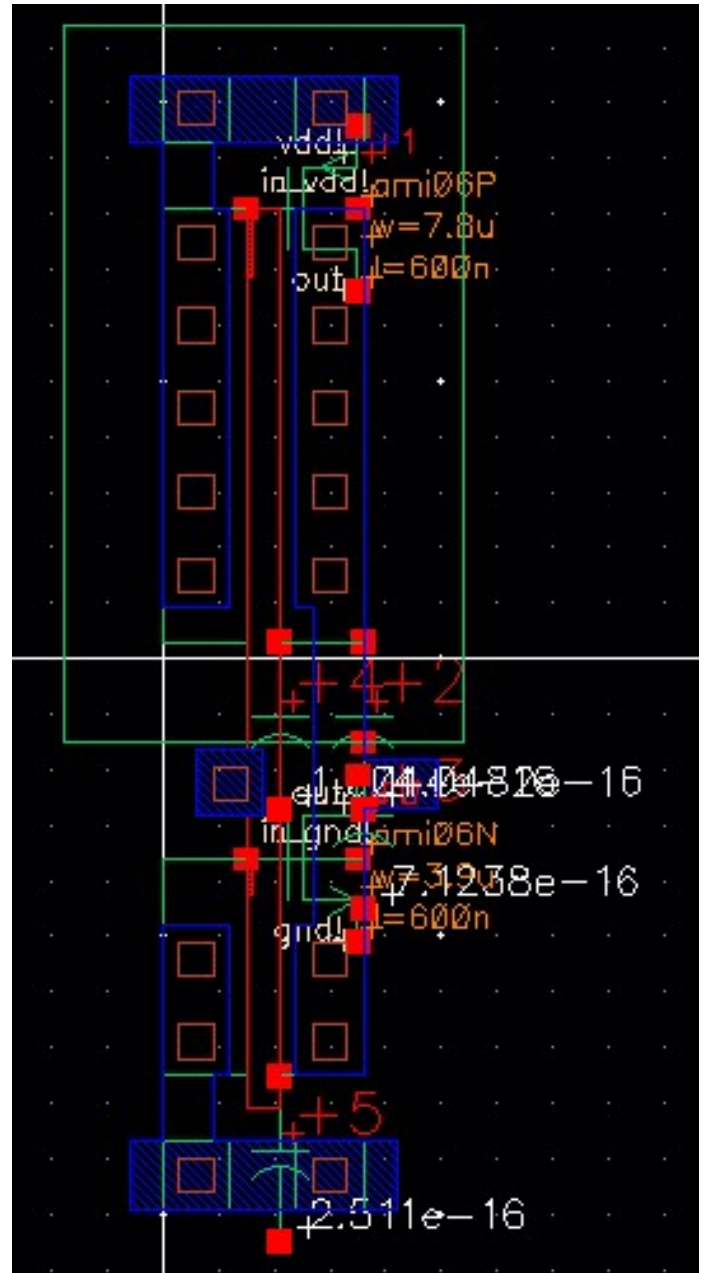 vdd!
+1
in vdd!
ami06P
w=7.8u
l=600n
out
+4
+2
out
in gnd!
ami06N
7.1238e-16
l=600n
gnd!
+5
2.511e-16